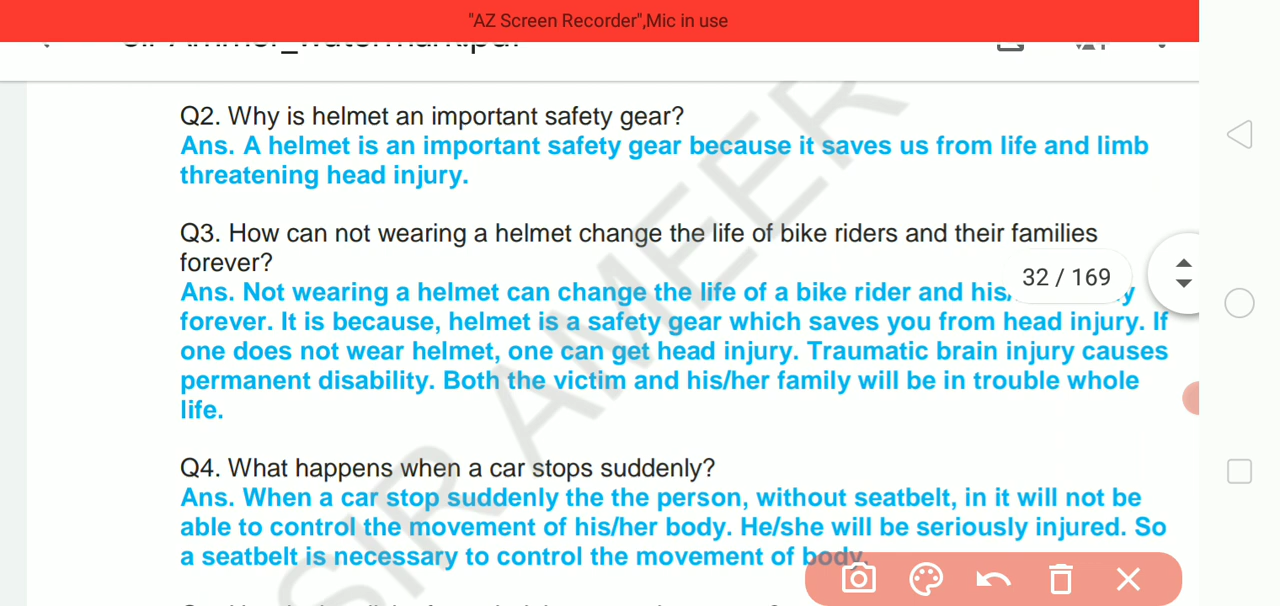 "AZ Screen Recorder",Mic in use
Q2. Why is helmet an important safety gear?
Ans. A helmet is an important safety gear because it saves us from life and limb
threatening head injury.
Q3. How can not wearing a helmet change the life of bike riders and their families
forever?
32 / 169
Ans. Not wearing a helmet can change the life of a bike rider and his/
forever. It is because, helmet is a safety gear which saves you from head injury. If
one does not wear helmet, one can get head injury. Traumatic brain injury causes
permanent disability. Both the victim and his/her family will be in trouble whole
life.
Q4. What happens when a car stops suddenly?
Ans. When a car stop suddenly the the person, without seatbelt, in it will not be
able to control the movement of his/her body. He/she will be seriously injured. So
a seatbelt is necessary to control the movement of body
SIR AMEER